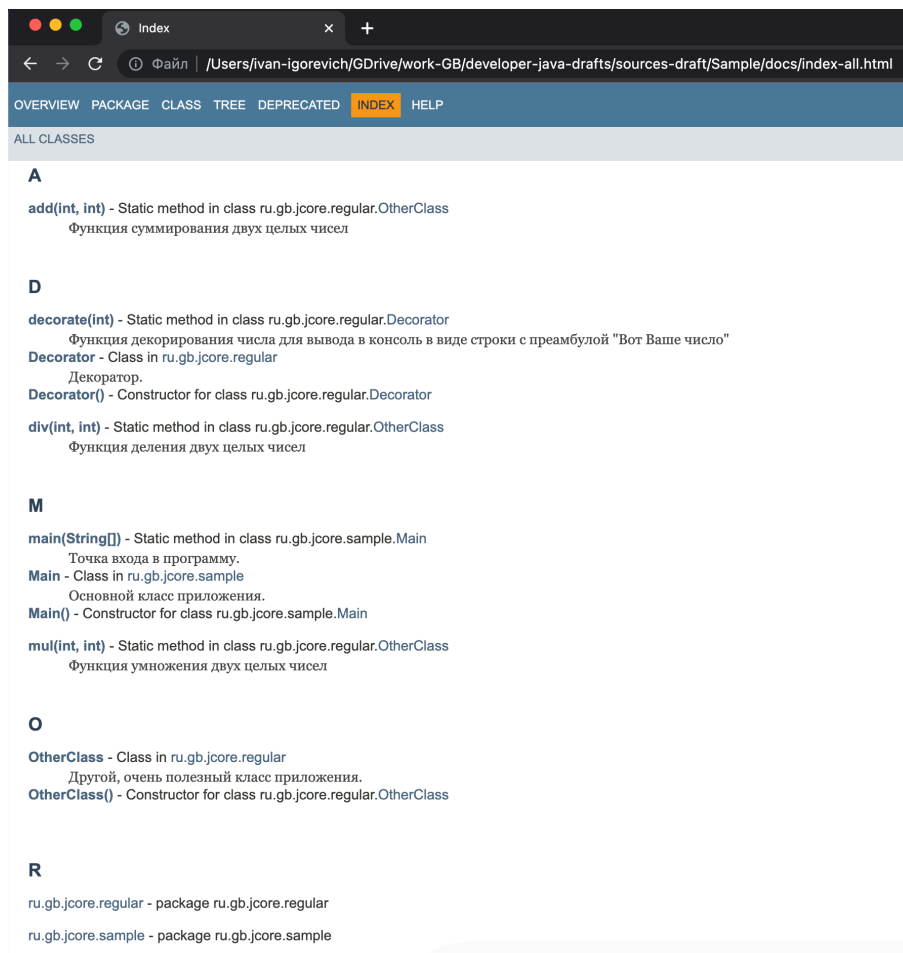 Index
Файл /Users/ivan-igorevich/GDrive/work-GB/developer-java-drafts/sources-draft/Sample/docs/index-all.html
OVERVIEW PACKAGE CLASS TREE DEPRECATED INDEX HELP
ALL CLASSES
A
add(int, int) - Static method in class ru.gb.jcore.regular.OtherClass
Функция суммирования двух целых чисел
D
decorate(int) - Static method in class ru.gb.jcore.regular.Decorator
Функция декорирования числа для вывода в консоль в виде строки с преамбулой "Вот Ваше число"
Decorator - Class in ru.gb.jcore.regular
Декоратор.
Decorator() - Constructor for class ru.gb.jcore.regular.Decorator
div(int, int) - Static method in class ru.gb.jcore.regular.OtherClass
Функция деления двух целых чисел
M
main(String[]) - Static method in class ru.gb.jcore.sample.Main
Точка входа в программу.
Main - Class in ru.gb.jcore.sample
Основной класс приложения.
Main() - Constructor for class ru.gb.jcore.sample.Main
mul(int, int) - Static method in class ru.gb.jcore.regular.OtherClass
Функция умножения двух целых чисел
O
OtherClass - Class in ru.gb.jcore.regular
Другой, очень полезный класс приложения.
OtherClass() - Constructor for class ru.gb.jcore.regular.OtherClass
R
ru.gb.jcore.regular - package ru.gb.jcore.regular
ru.gb.jcore.sample - package ru.gb.jcore.sample